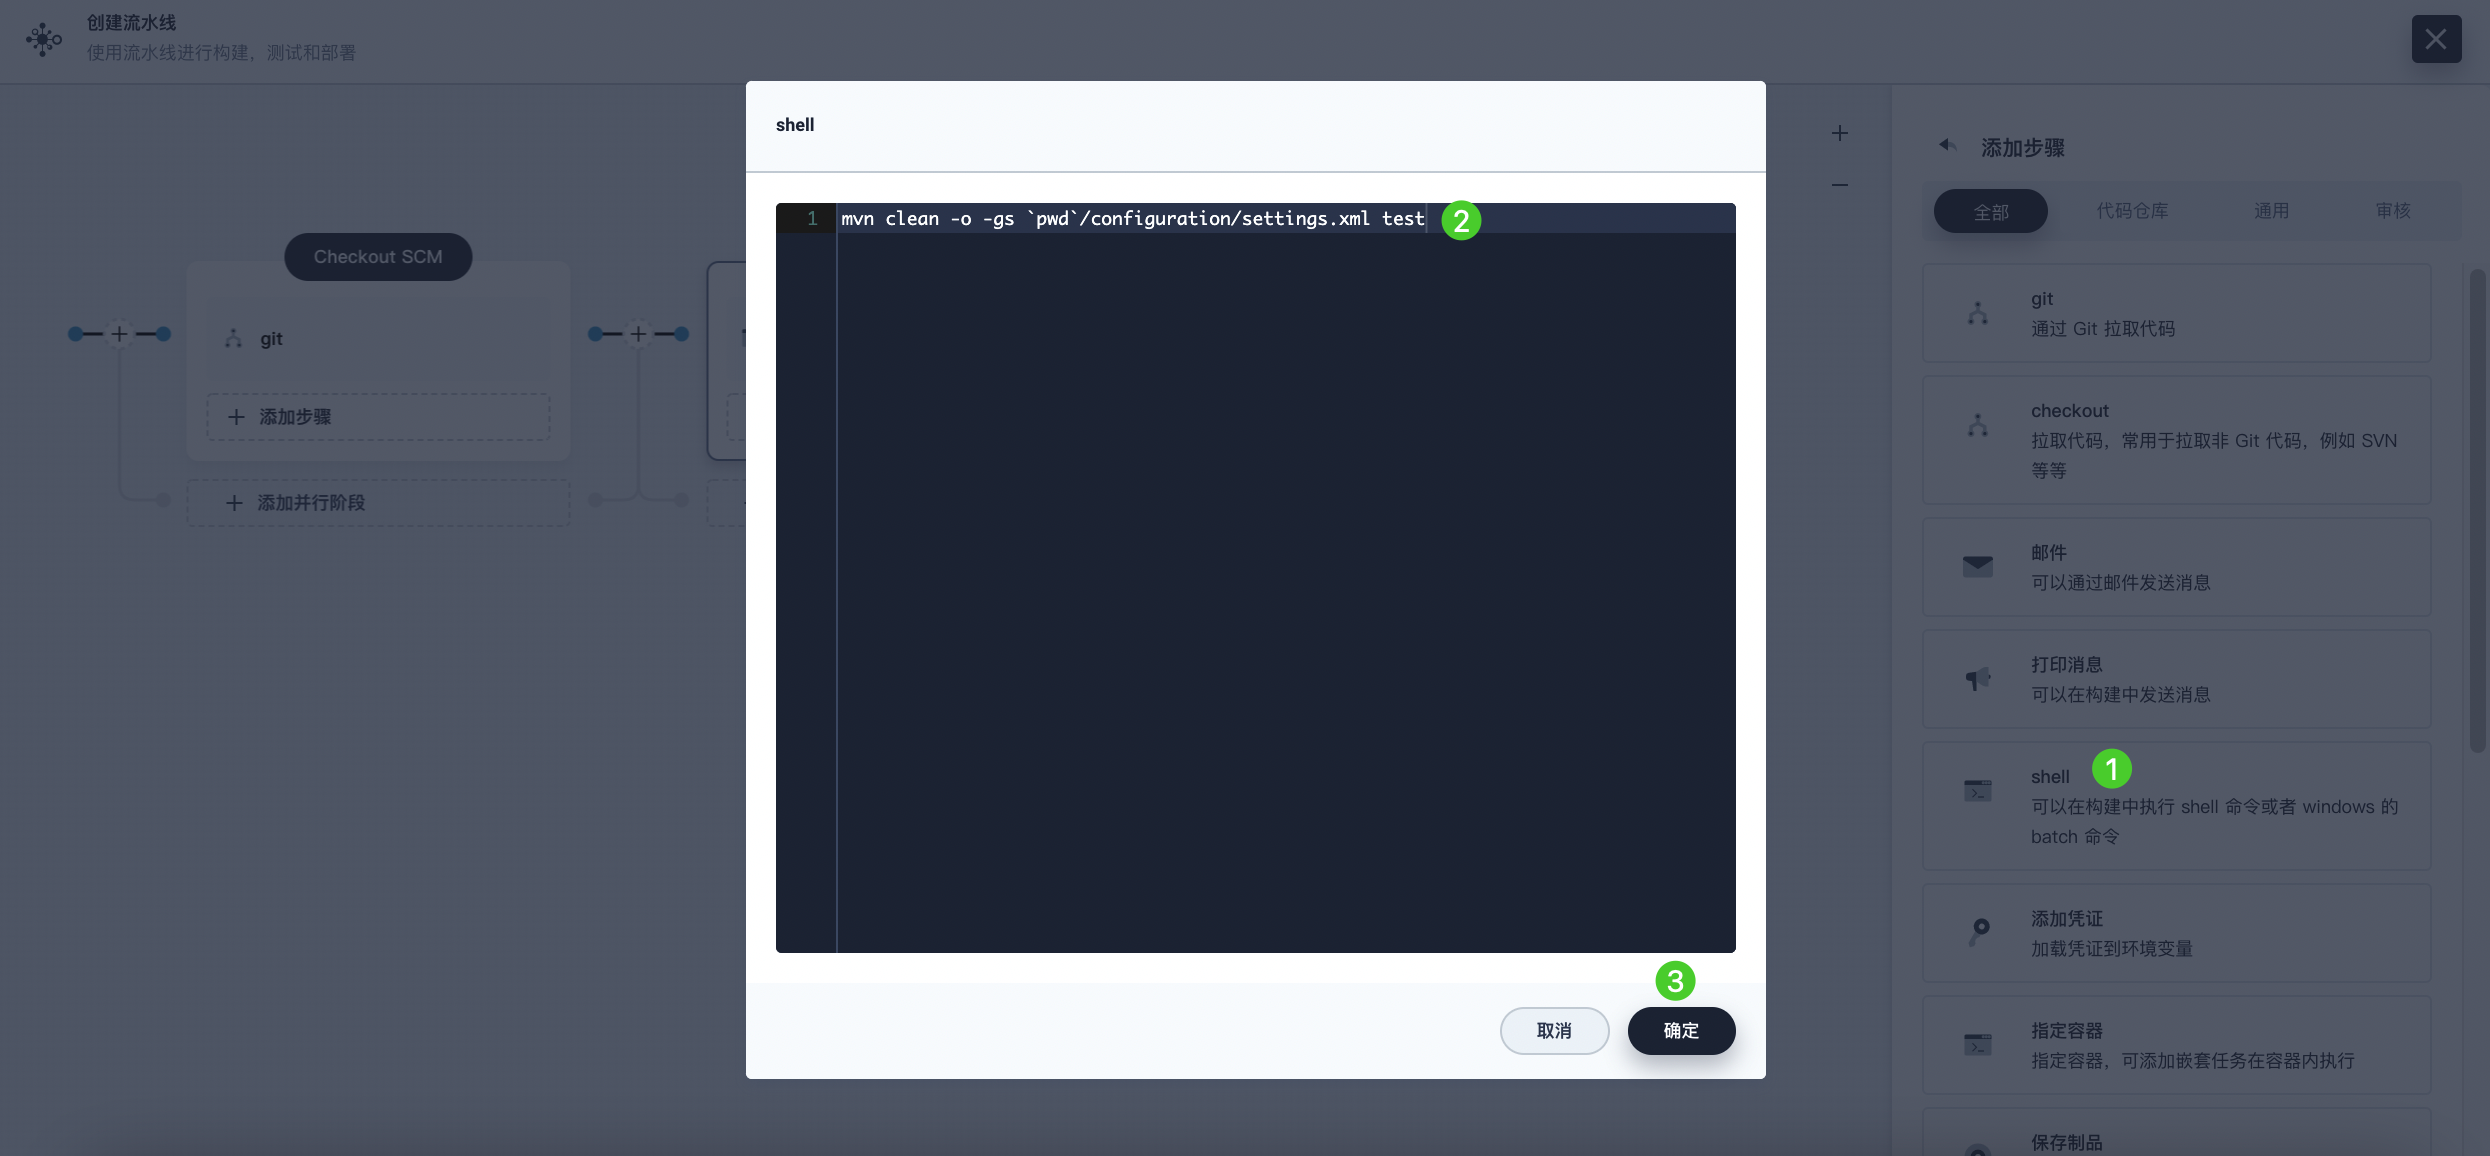 创建流水线
使用流水线进行构建，测试和部署
Checkout SCM
git
添加步骤
添加并行阶段
shell
1 mvn clean -o -gs `pwd`/configuration/settings.xml test
2
3
取消
确定
添加步骤
全部
代码仓库
通用
审核
git
通过 Git 拉取代码
checkout
拉取代码，常用于拉取非 Git 代码，例如 SVN
等等
邮件
可以通过邮件发送消息
打印消息
可以在构建中发送消息
shell
1
可以在构建中执行 shell 命令或者 windows 的
batch 命令
添加凭证
加载凭证到环境变量
指定容器
指定容器，可添加嵌套任务在容器内执行
保存制品